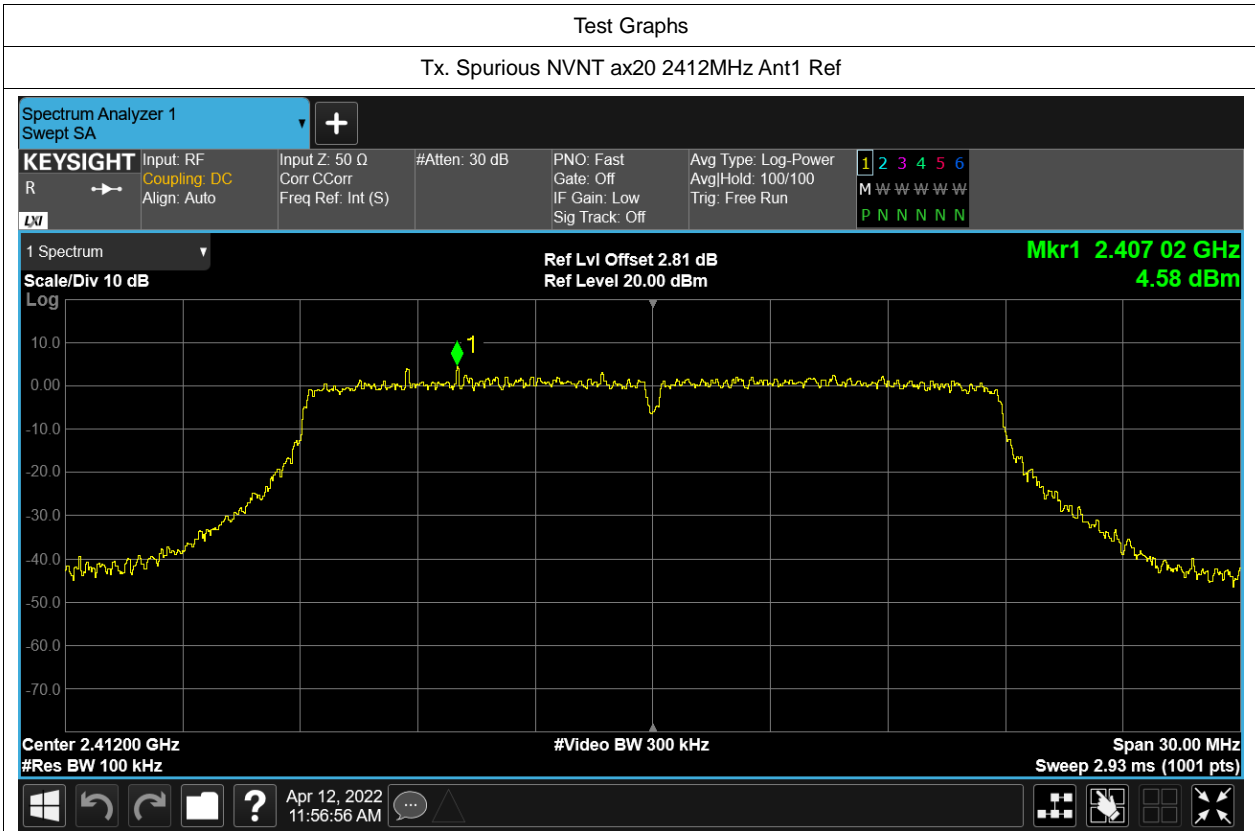 Test Graphs
Tx. Spurious NVNT ax20 2412MHz Ant1 Ref
Spectrum Analyzer 1
Swept SA
KEYSIGHT
R
LXI
Input: RF
Coupling: DC
Align: Auto
Input Z: 50 Ω
Corr CCorr
Freq Ref: Int (S)
#Atten: 30 dB
PNO: Fast
Gate: Off
IF Gain: Low
Sig Track: Off
Avg Type: Log-Power
Avg|Hold: 100/100
Trig: Free Run
1 2 3 4 5 6
M W W W W W
P N N N N N
1 Spectrum
Scale/Div 10 dB
Log
Ref Lvl Offset 2.81 dB
Ref Level 20.00 dBm
Mkr1 2.407 02 GHz
4.58 dBm
1
10.0
0.00
-10.0
-20.0
-30.0
-40.0
-50.0
-60.0
-70.0
Center 2.41200 GHz
#Res BW 100 kHz
#Video BW 300 kHz
Span 30.00 MHz
Sweep 2.93 ms (1001 pts)
?
Apr 12, 2022
11:56:56 AM